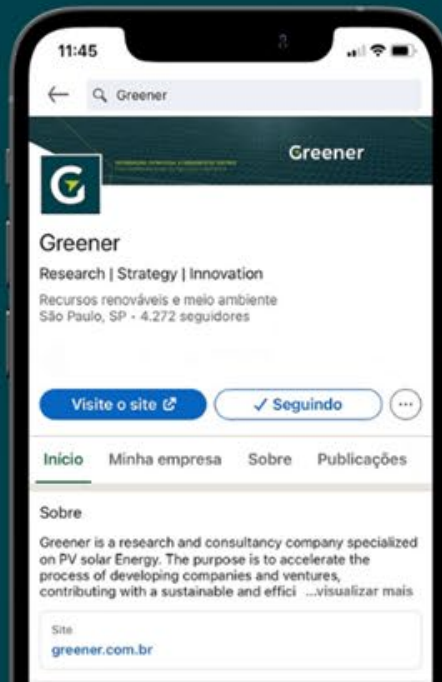 11:45
Greener
Greener
G
Greener
Research | Strategy | Innovation
Recursos renováveis e meio ambiente
São Paulo, SP • 4.272 seguidores
Visite o site
✓ Seguindo
Início Minha empresa Sobre Publicações
Sobre
Greener is a research and consultancy company specialized
on PV solar Energy. The purpose is to accelerate the
process of developing companies and ventures,
contributing with a sustainable and effici ...visualizar mais
Site
greener.com.br